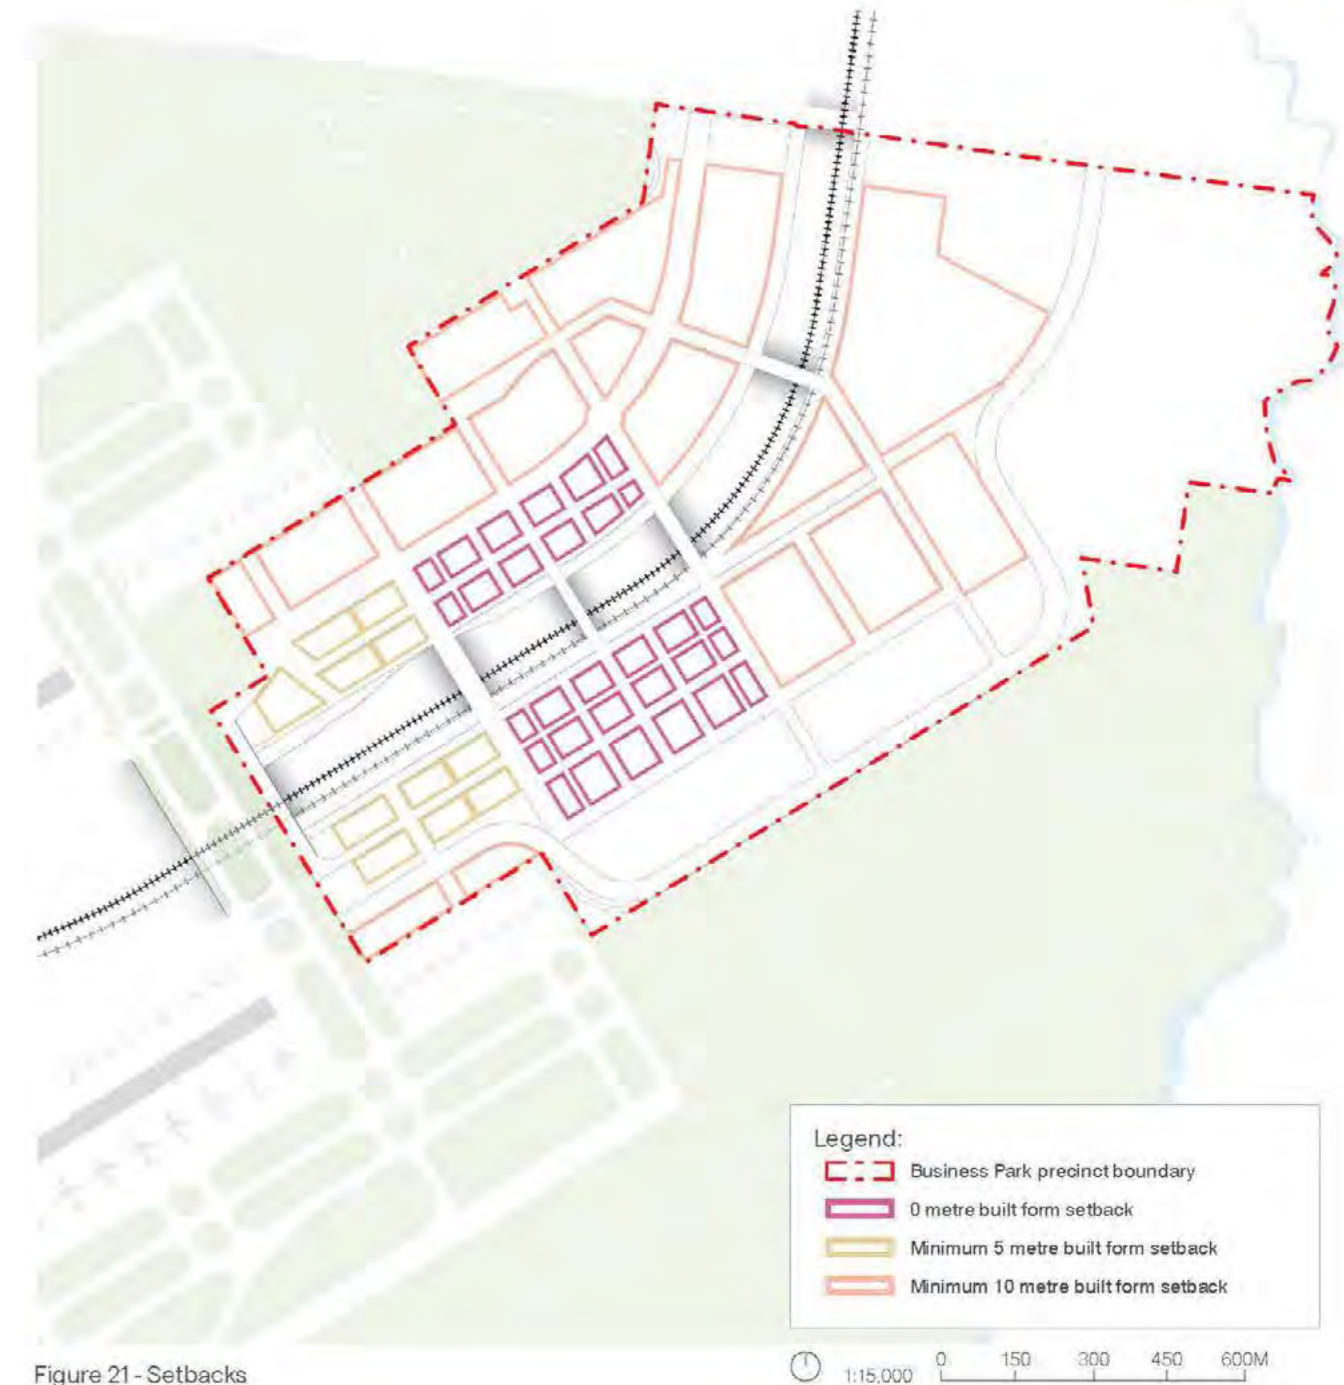 Legend:
Business Park precinct boundary
0 metre built form setback
Minimum 5 metre built form setback
Minimum 10 metre built form setback
Figure 21 - Setbacks
1:15,000
0 150 300 450 600M